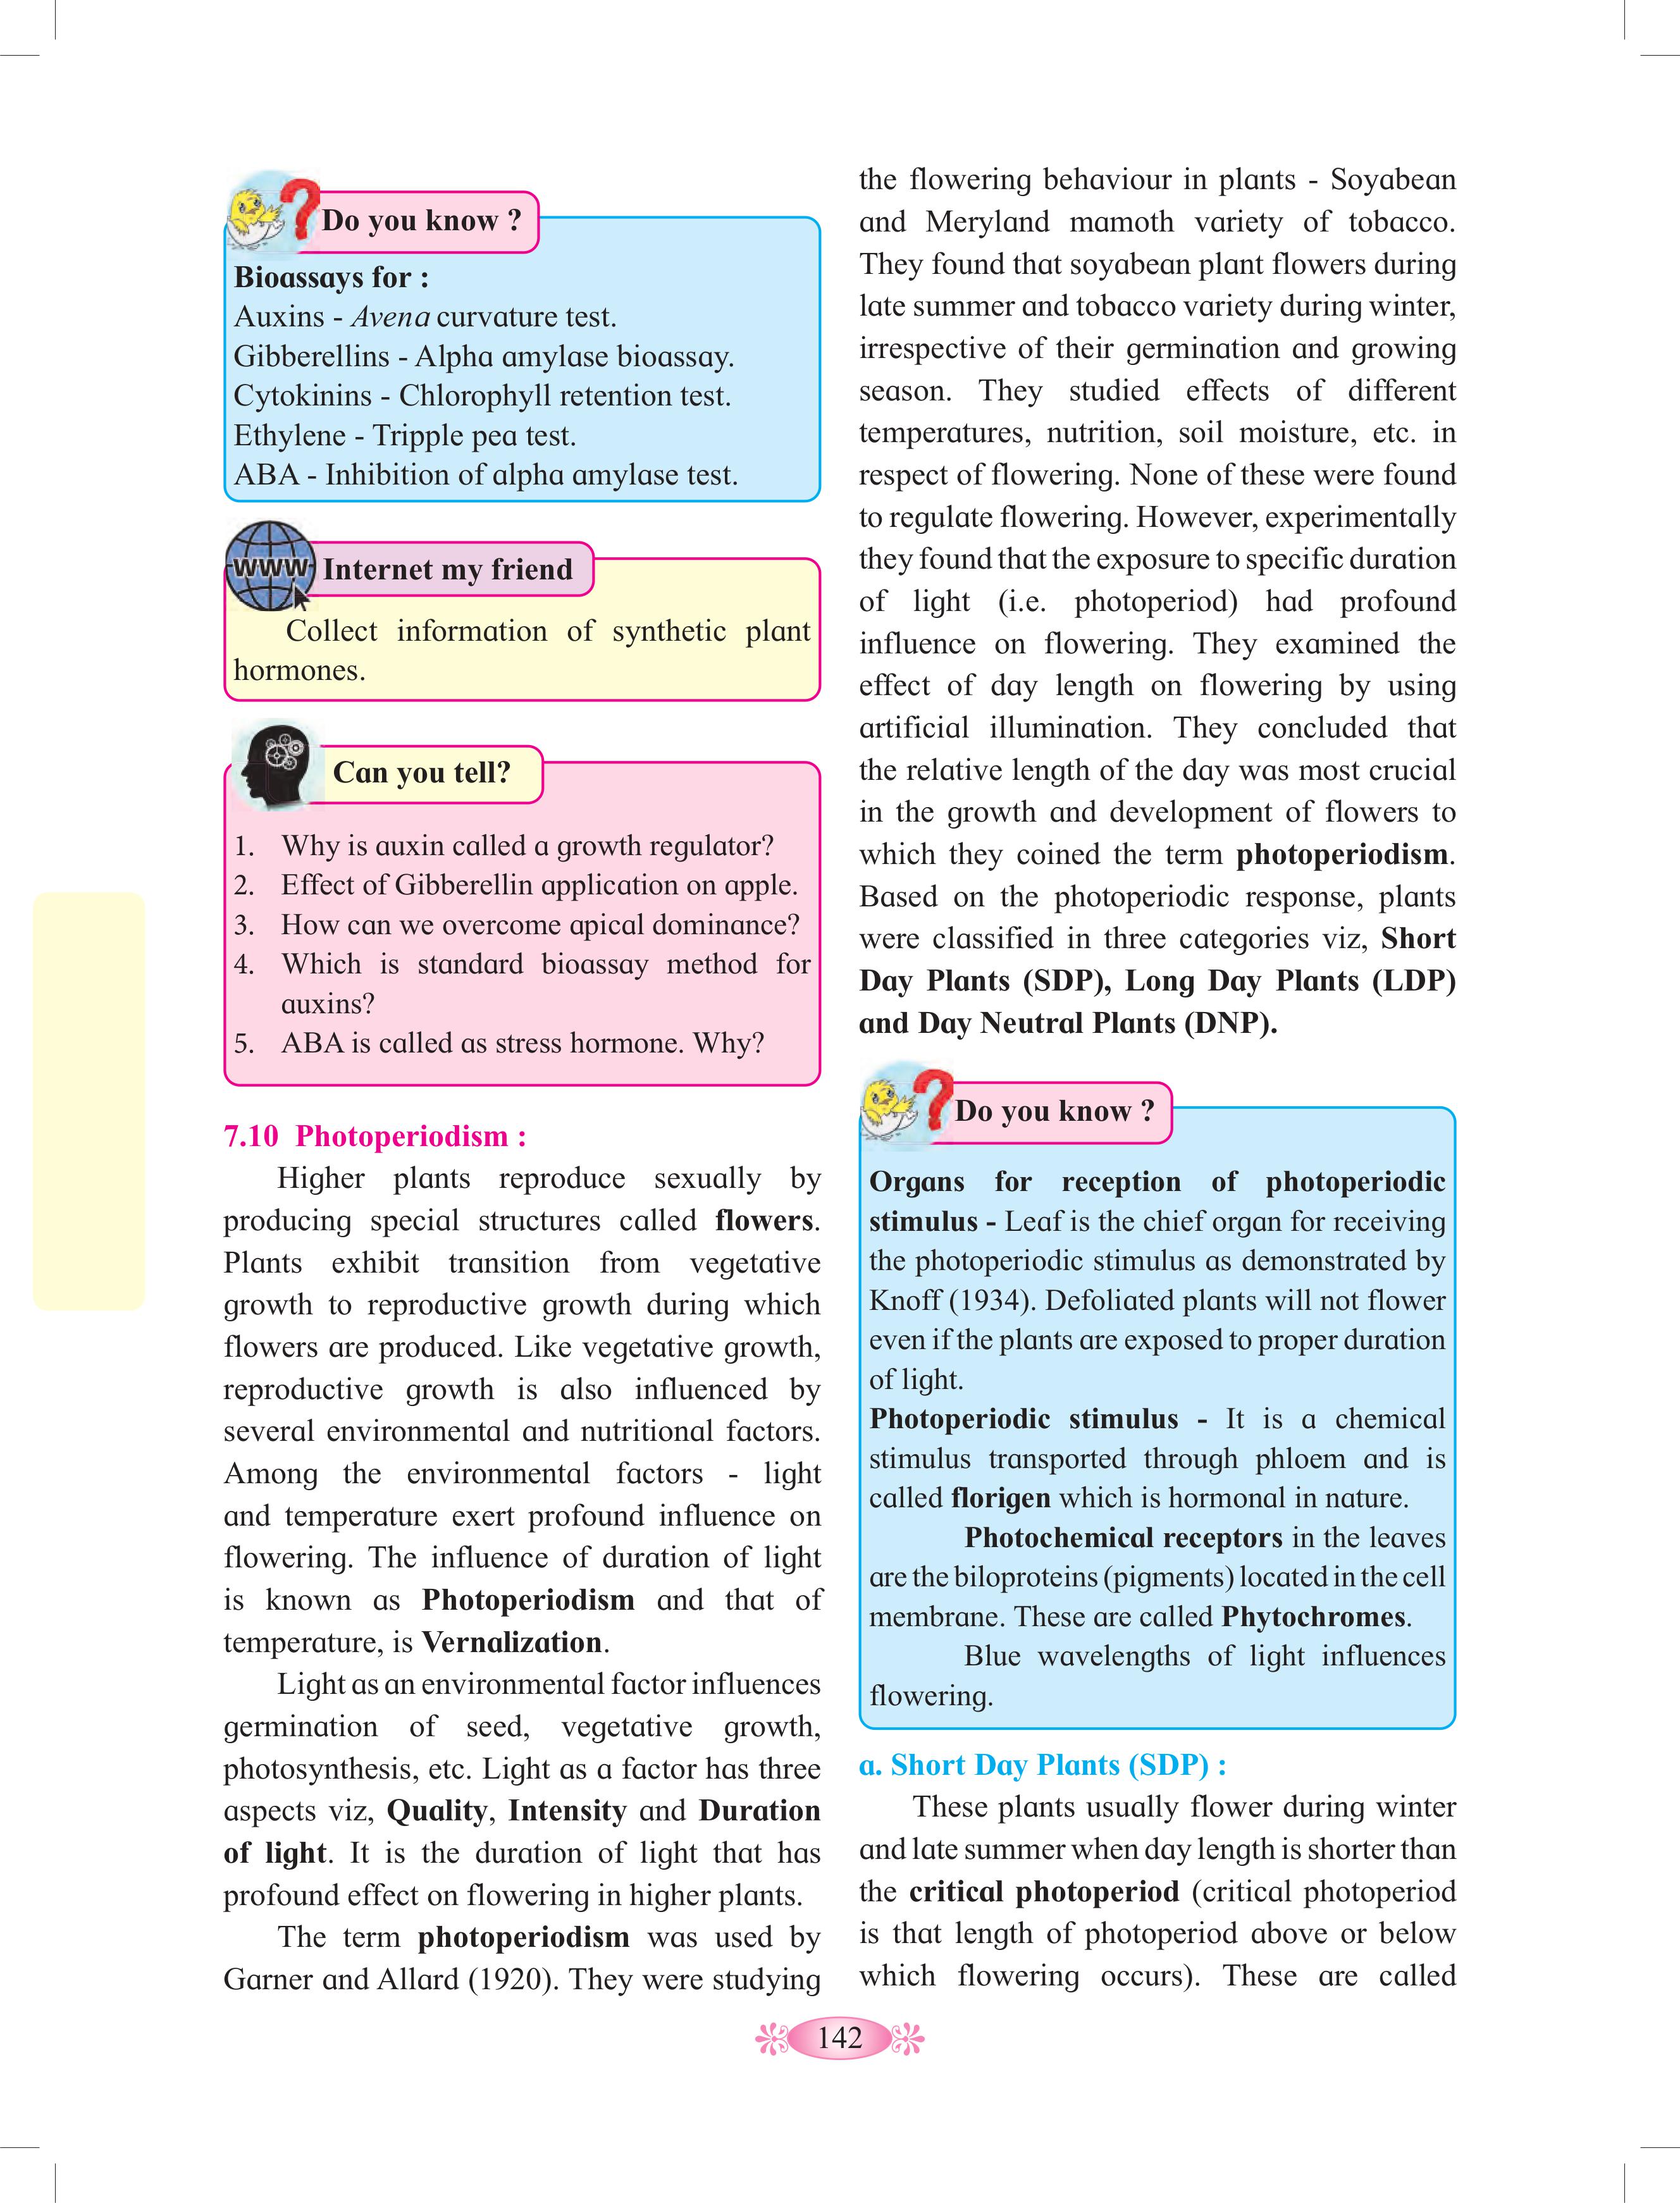 Do you know ?
Bioassays for :
Auxins - Avena curvature test.
Gibberellins - Alpha amylase bioassay.
Cytokinins - Chlorophyll retention test.
Ethylene - Tripple pea test.
ABA - Inhibition of alpha amylase test.
www
Internet my friend
Collect information of synthetic plant
hormones.
Can you tell?
1. Why is auxin called a growth regulator?
2. Effect of Gibberellin application on apple.
3. How can we overcome apical dominance?
4. Which is standard bioassay method for
auxins?
5. ABA is called as stress hormone. Why?
7.10 Photoperiodism :
Higher plants reproduce sexually by
producing special structures called flowers.
Plants exhibit transition from vegetative
growth to reproductive growth during which
flowers are produced. Like vegetative growth,
reproductive growth is also influenced by
several environmental and nutritional factors.
Among the environmental factors - light
and temperature exert profound influence on
flowering. The influence of duration of light
is known as Photoperiodism and that of
temperature, is Vernalization.
Light as an environmental factor influences
germination of seed, vegetative growth,
photosynthesis, etc. Light as a factor has three
aspects viz, Quality, Intensity and Duration
of light. It is the duration of light that has
profound effect on flowering in higher plants.
The term photoperiodism was used by
Garner and Allard (1920). They were studying
the flowering behaviour in plants - Soyabean
and Meryland mamoth variety of tobacco.
They found that soyabean plant flowers during
late summer and tobacco variety during winter,
irrespective of their germination and growing
season. They studied effects of different
temperatures, nutrition, soil moisture, etc. in
respect of flowering. None of these were found
to regulate flowering. However, experimentally
they found that the exposure to specific duration
of light (i.e. photoperiod) had profound
influence on flowering. They examined the
effect of day length on flowering by using
artificial illumination. They concluded that
the relative length of the day was most crucial
in the growth and development of flowers to
which they coined the term photoperiodism.
Based on the photoperiodic response, plants
were classified in three categories viz, Short
Day Plants (SDP), Long Day Plants (LDP)
and Day Neutral Plants (DNP).
Do you know ?
Organs for reception of photoperiodic
stimulus - Leaf is the chief organ for receiving
the photoperiodic stimulus as demonstrated by
Knoff (1934). Defoliated plants will not flower
even if the plants are exposed to proper duration
of light.
Photoperiodic stimulus - It is a chemical
stimulus transported through phloem and is
called florigen which is hormonal in nature.
Photochemical receptors in the leaves
are the biloproteins (pigments) located in the cell
membrane. These are called Phytochromes.
Blue wavelengths of light influences
flowering.
a. Short Day Plants (SDP) :
These plants usually flower during winter
and late summer when day length is shorter than
the critical photoperiod (critical photoperiod
is that length of photoperiod above or below
which flowering occurs). These are called
142